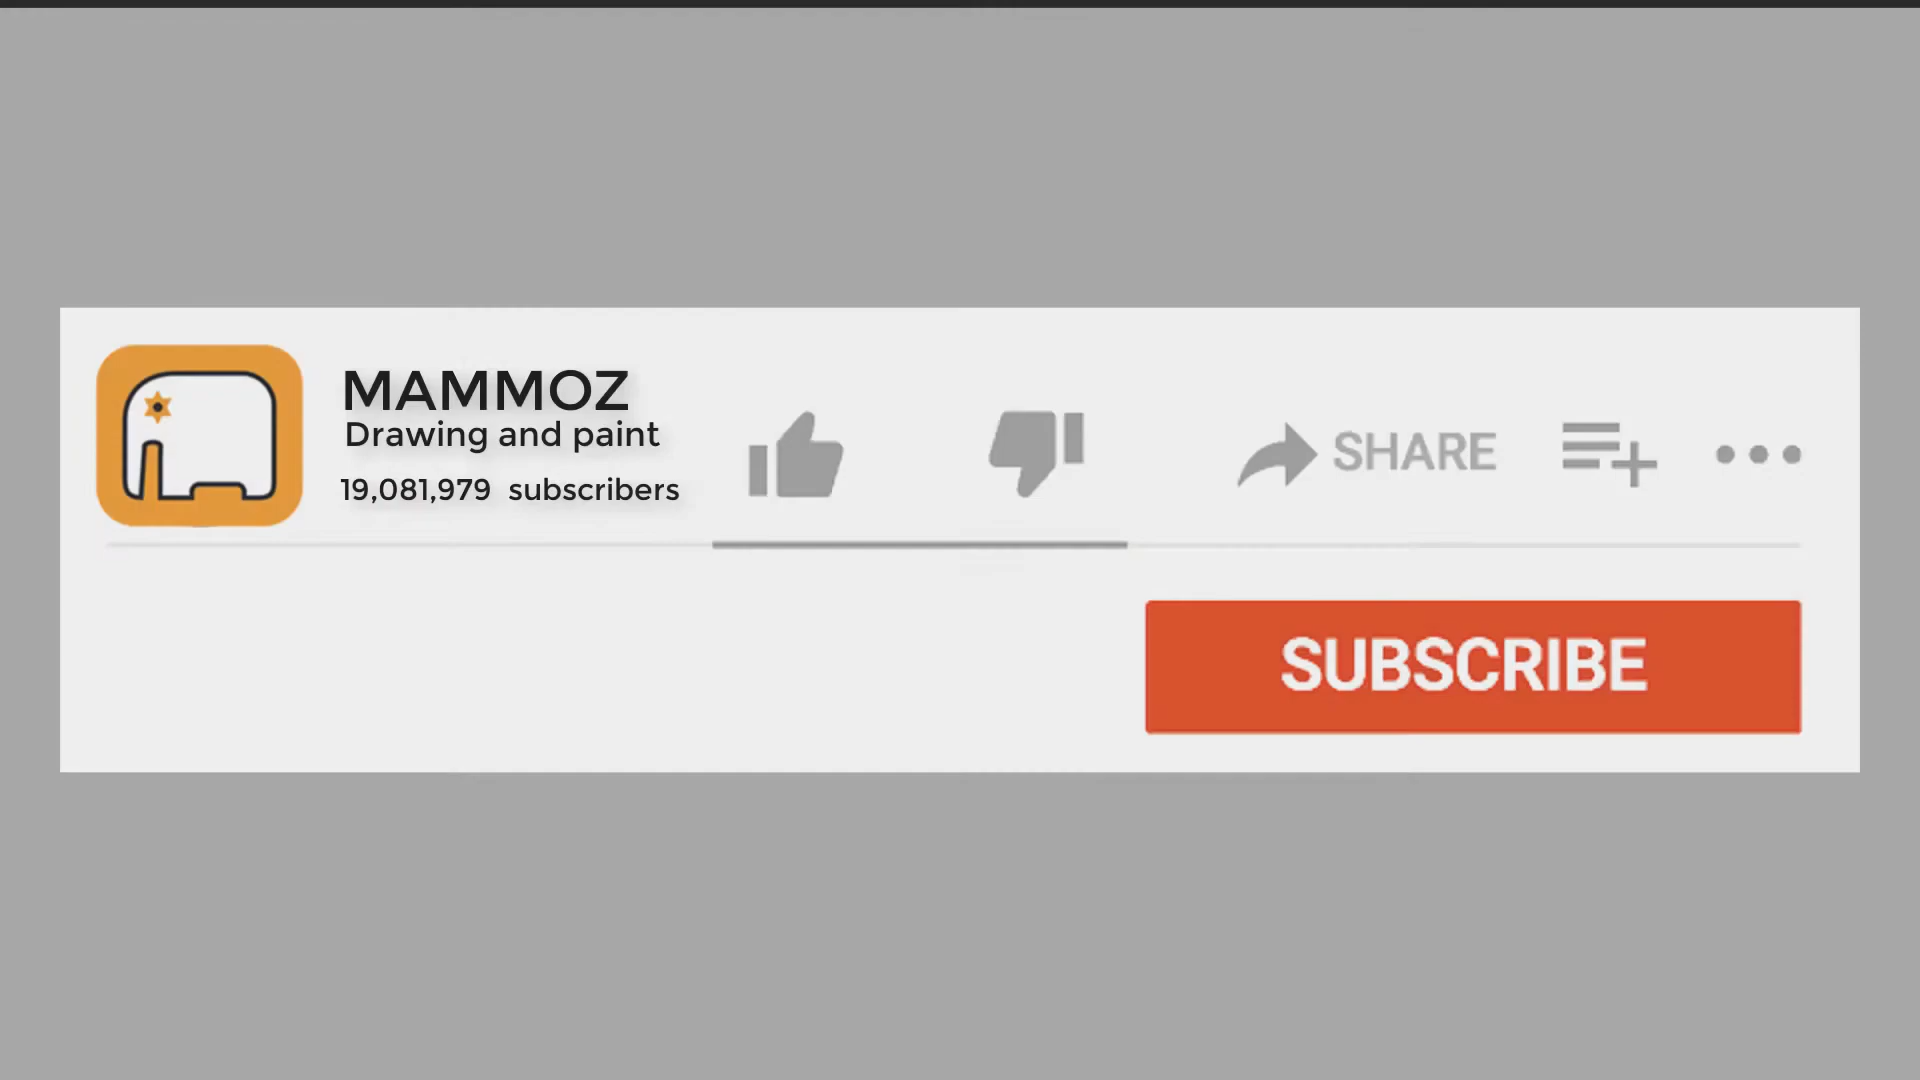 MAMMOZ
Drawing and paint
19,081,979 subscribers
SHARE
SUBSCRIBE